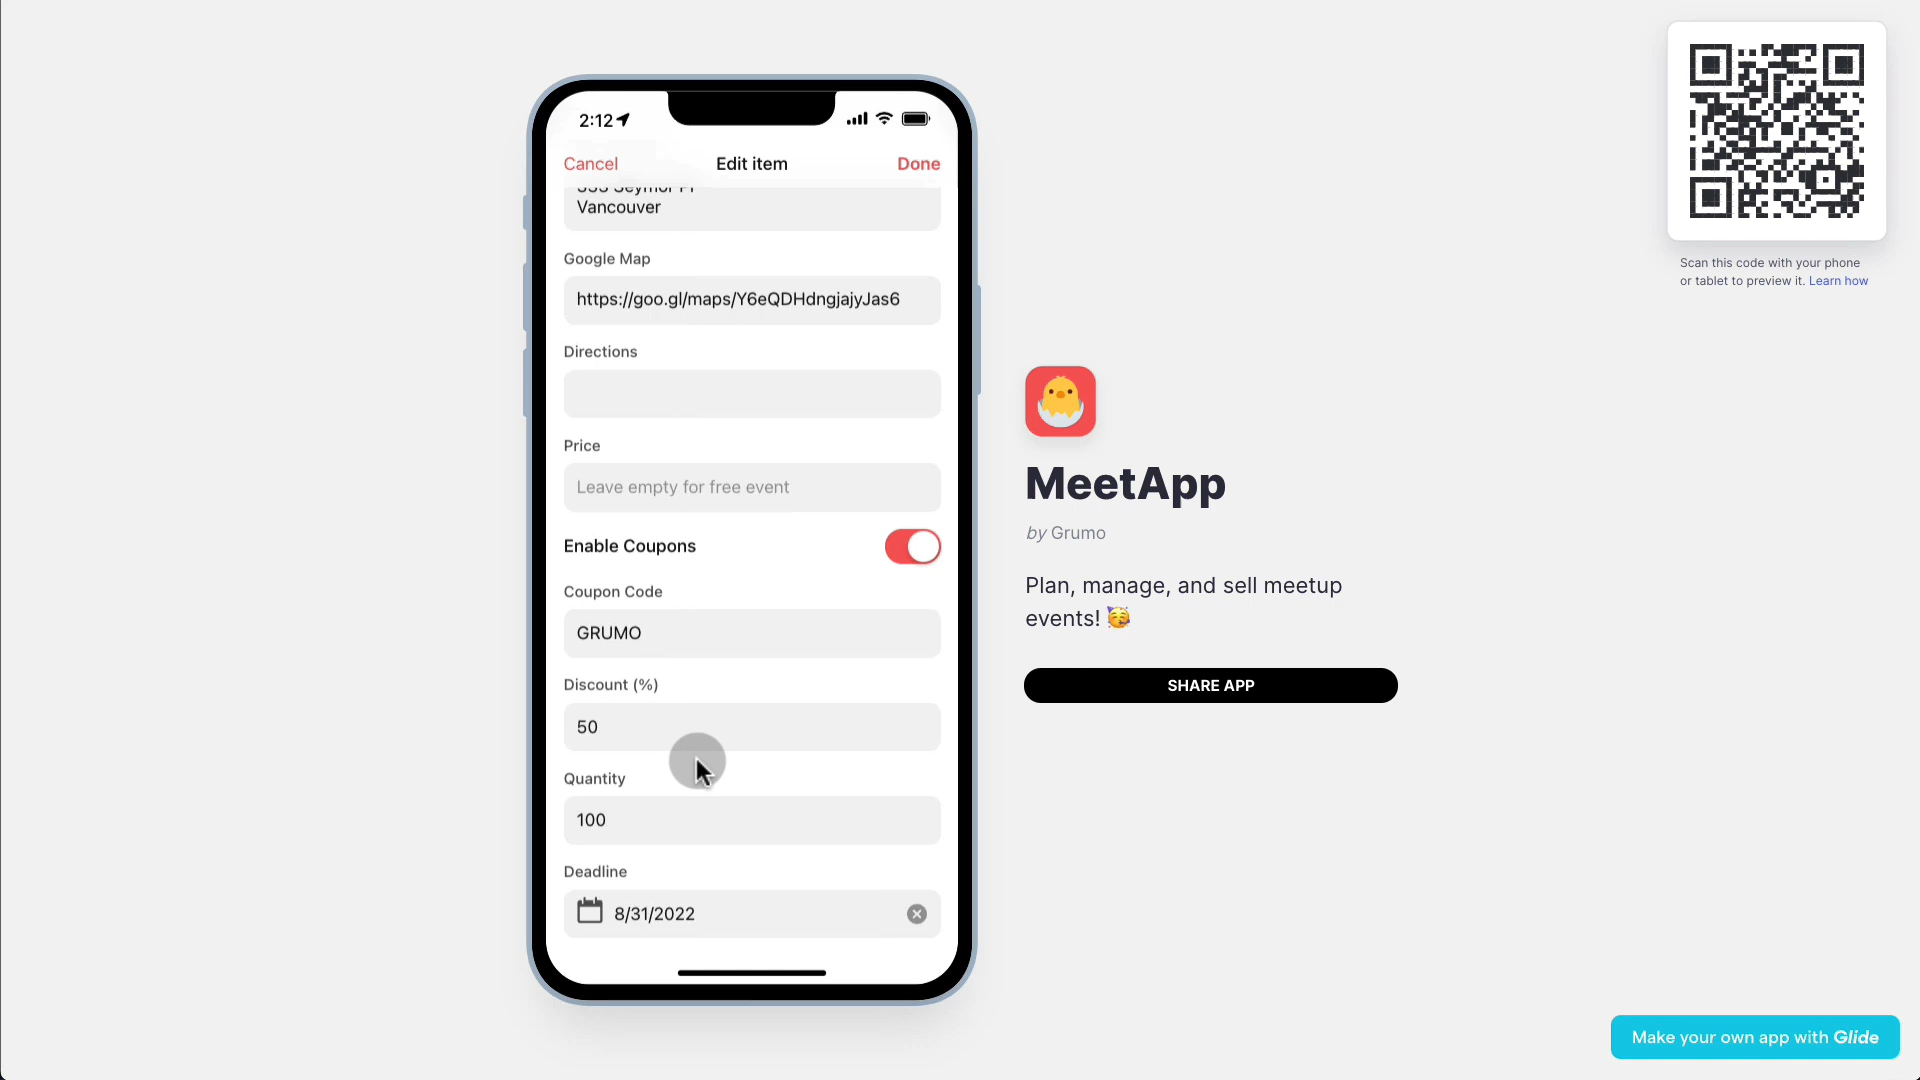 2:12
Cancel
Edit item
Done
Vancouver
Google Map
https://goo.gl/maps/Y6eQDHdngjajyJas6
Directions
Price
Leave empty for free event
Enable Coupons
Coupon Code
GRUMO
Discount (%)
50
Quantity
100
Deadline
8/31/2022
MeetApp
by Grumo
Plan, manage, and sell meetup
events! 🥳
SHARE APP
Scan this code with your phone
or tablet to preview it. Learn how
Make your own app with Glide